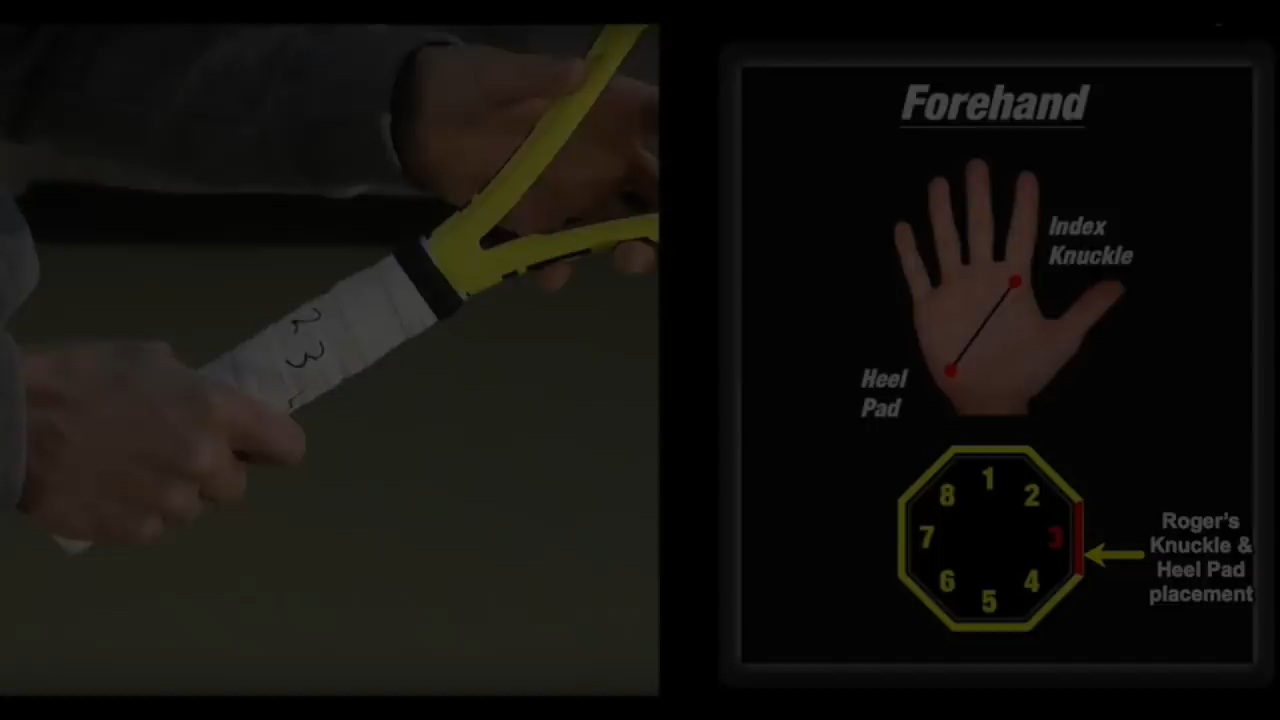 2 3
Forehand
Index
Knuckle
Heel
Pad
1
8 2
7 3
6 4
5
Roger's
Knuckle &
Heel Pad
placement